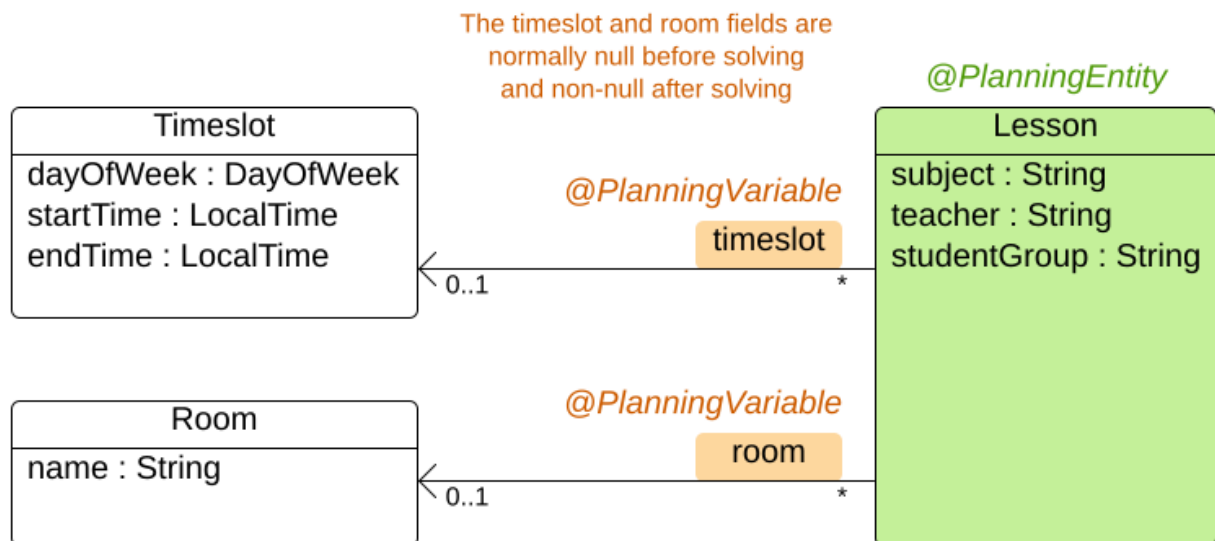 The timeslot and room fields are
normally null before solving
and non-null after solving
@PlanningEntity
Timeslot
dayOfWeek : DayOfWeek
startTime : LocalTime
endTime : LocalTime
@PlanningVariable
timeslot
0..1
*
Lesson
subject : String
teacher : String
studentGroup : String
Room
name : String
@PlanningVariable
room
0..1
*